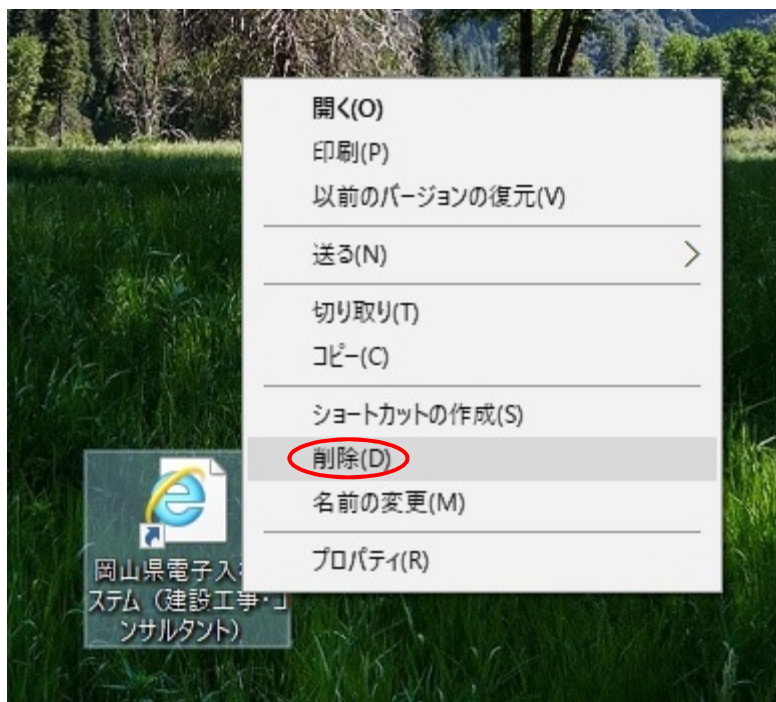 開く(O)
印刷(P)
以前のバージョンの復元(V)
送る(N)
切り取り(T)
コピー(C)
ショートカットの作成(S)
削除(D)
名前の変更(M)
プロパティ(R)
岡山県電子入
ステム（建設工事・コ
ンサルタント）